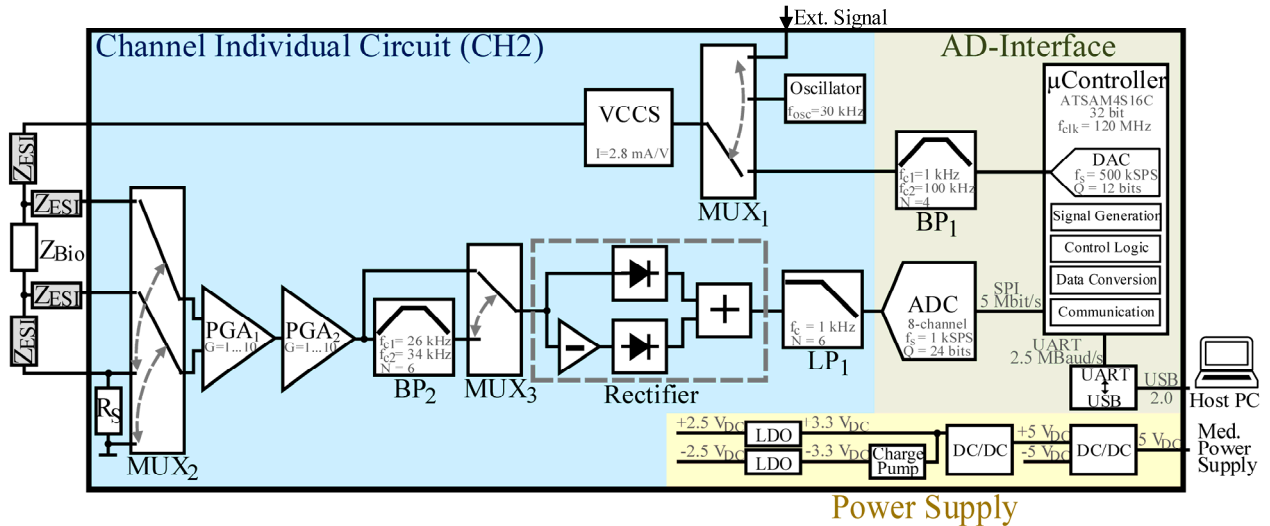 Ext. Signal
Channel Individual Circuit (CH2)
AD-Interface
VCCS
I=2.8 mA/V
Oscillator
fosc=30 kHz
MUX1
µController
ATSAM4S16C
32 bit
fclk = 120 MHz
DAC
fs = 500 kSPS
Q = 12 bits
Signal Generation
Control Logic
Data Conversion
Communication
fc1=1 kHz
fc2=100 kHz
N =4
BP1
ZESI
ZESI
ZBio
ZESI
ZESI
RS
MUX2
PGA1
G=1...10
PGA2
G=1...10
fc1= 26 kHz
fc2= 34 kHz
N = 6
BP2
MUX3
+
-
Rectifier
fc = 1 kHz
N = 6
LP1
ADC
8-channel
fs = 1 kSPS
Q = 24 bits
SPI
5 Mbit/s
UART
2.5 MBaud/s
UART
USB
USB
2.0
Host PC
+2.5 VDC
LDO
+3.3 VDC
-2.5 VDC
LDO
-3.3 VDC
Charge
Pump
DC/DC
+5 VDC
-5 VDC
DC/DC
5 VDC
Med.
Power
Supply
Power Supply